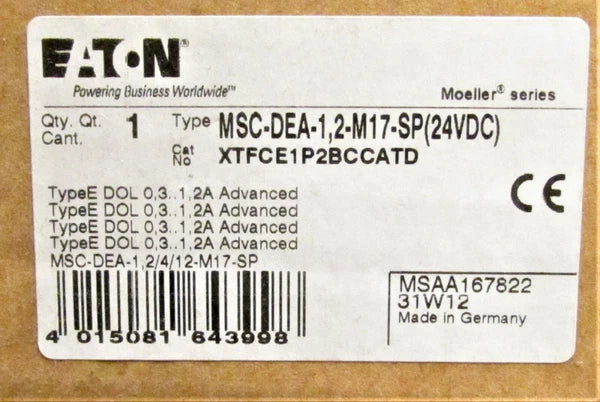 EATON®
Powering Business Worldwide™
Moeller® series
Qty. Qt. Cant. 1 Type MSC-DEA-1,2-M17-SP(24VDC)
Cat No XTFCE1P2BCCATD
CE
TypeE DOL 0,3..1,2A Advanced
TypeE DOL 0,3..1,2A Advanced
TypeE DOL 0,3..1,2A Advanced
TypeE DOL 0,3..1,2A Advanced
MSC-DEA-1,2/4/12-M17-SP
4 015081 643998
MSAA167822
31W12
Made in Germany